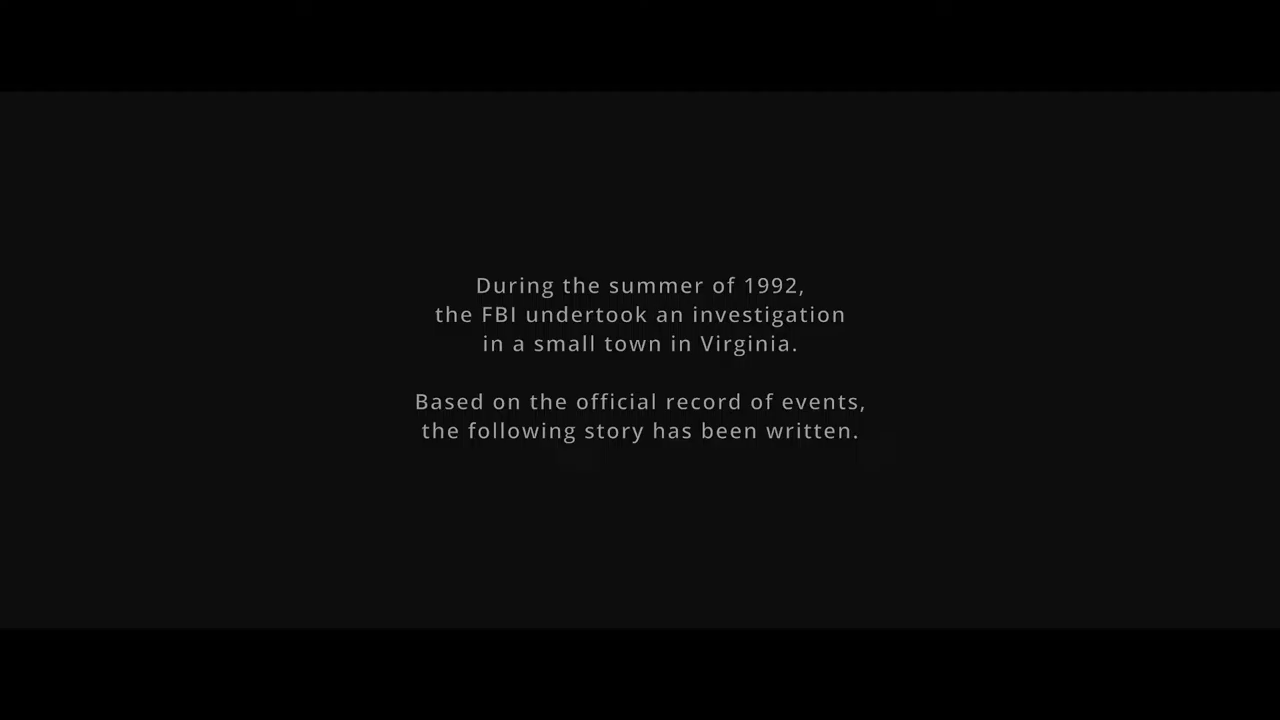 During the summer of 1992,
the FBI undertook an investigation
in a small town in Virginia.
Based on the official record of events,
the following story has been written.